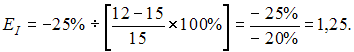 E_I = −25% ÷ [ (12 − 15)/15 × 100% ] = (− 25%)/(− 20%) = 1,25.